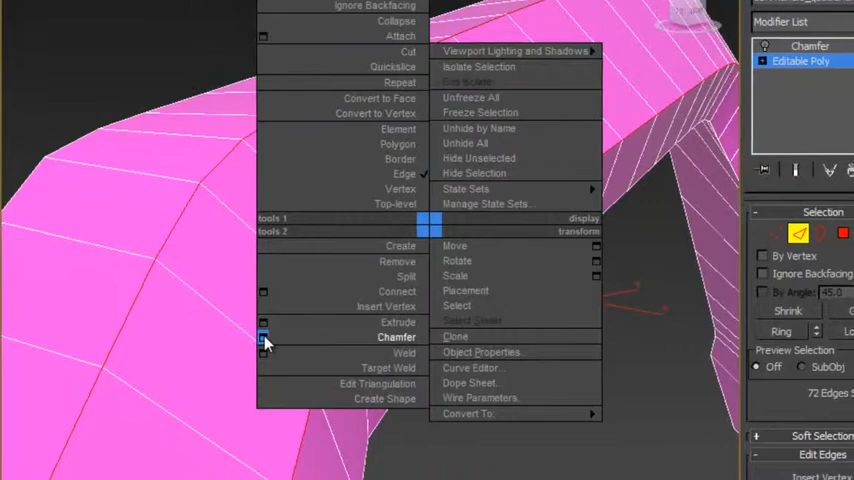 Ignore Backfacing
Collapse
Attach
Cut
Quickslice
Repeat
Convert to Face
Convert to Vertex
Element
Polygon
Border
Edge
Vertex
Top-level
tools 1
tools 2
Create
Remove
Split
Connect
Insert Vertex
Extrude
Chamfer
Weld
Target Weld
Edit Triangulation
Create Shape
Viewport Lighting and Shadows
Isolate Selection
End Isolate
Unfreeze All
Freeze Selection
Unhide by Name
Unhide All
Hide Unselected
Hide Selection
State Sets
Manage State Sets...
display
transform
Move
Rotate
Scale
Placement
Select
Select Similar
Clone
Object Properties...
Curve Editor...
Dope Sheet...
Wire Parameters...
Convert To:
Modifier List
Chamfer
Editable Poly
Selection
By Vertex
Ignore Backfacing
By Angle: 45.0
Shrink
Ring
Preview Selection
Off SubObj
72 Edges S
Soft Selection
Edit Edges
Insert Vertex